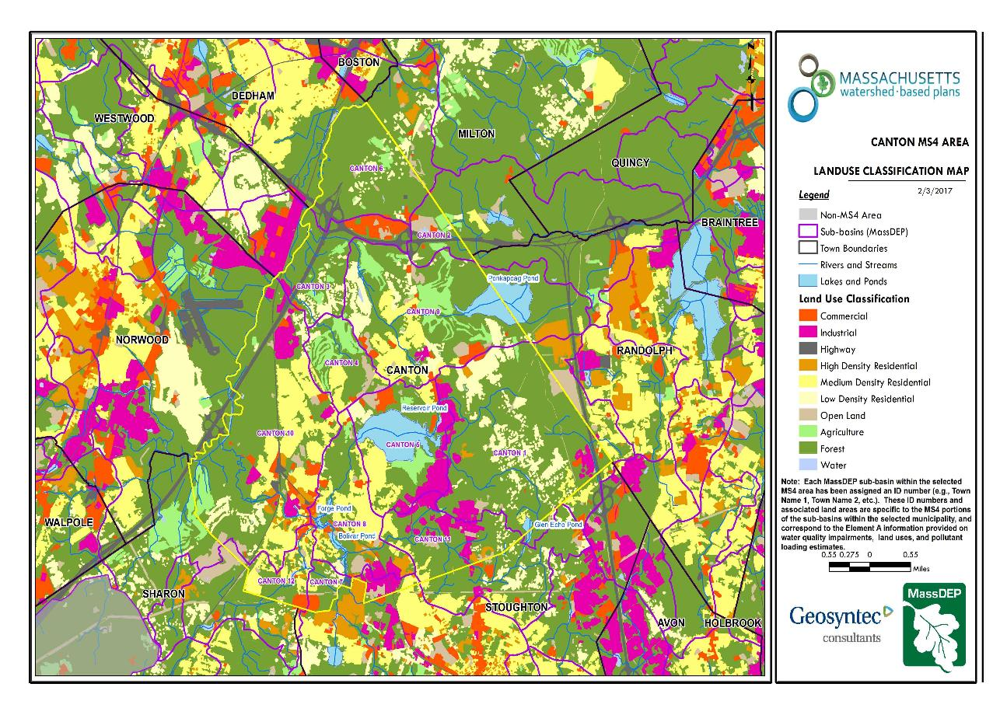 BOSTON
DEDHAM
WESTWOOD
MILTON
QUINCY
CANTON 6
BRAINTREE
CANTON 2
Ponkapoag Pond
CANTON 3
CANTON 9
NORWOOD
RANDOLPH
CANTON 4
CANTON
Reservoir Pond
CANTON 10
CANTON 5
CANTON 1
WALPOLE
Forge Pond
CANTON 8
Glen Echo Pond
Bolivar Pond
CANTON 11
CANTON 12
CANTON 7
SHARON
STOUGHTON
AVON
HOLBROOK
MASSACHUSETTS
watershed·based plans
CANTON MS4 AREA
LANDUSE CLASSIFICATION MAP
2/3/2017
Legend
Non-MS4 Area
Sub-basins (MassDEP)
Town Boundaries
Rivers and Streams
Lakes and Ponds
Land Use Classification
Commercial
Industrial
Highway
High Density Residential
Medium Density Residential
Low Density Residential
Open Land
Agriculture
Forest
Water
Note: Each MassDEP sub-basin within the selected
MS4 area has been assigned an ID number (e.g., Town
Name 1, Town Name 2, etc.). These ID numbers and
associated land areas are specific to the MS4 portions
of the sub-basins within the selected municipality, and
correspond to the Element A information provided on
water quality impairments, land uses, and pollutant
loading estimates.
0.55 0.275 0 0.55
Miles
Geosyntec
consultants
MassDEP